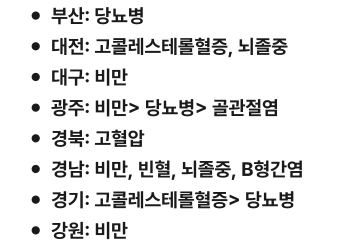 • 부산: 당뇨병
• 대전: 고콜레스테롤혈증, 뇌졸중
• 대구: 비만
• 광주: 비만> 당뇨병> 골관절염
• 경북: 고혈압
• 경남: 비만, 빈혈, 뇌졸중, B형간염
• 경기: 고콜레스테롤혈증> 당뇨병
• 강원: 비만